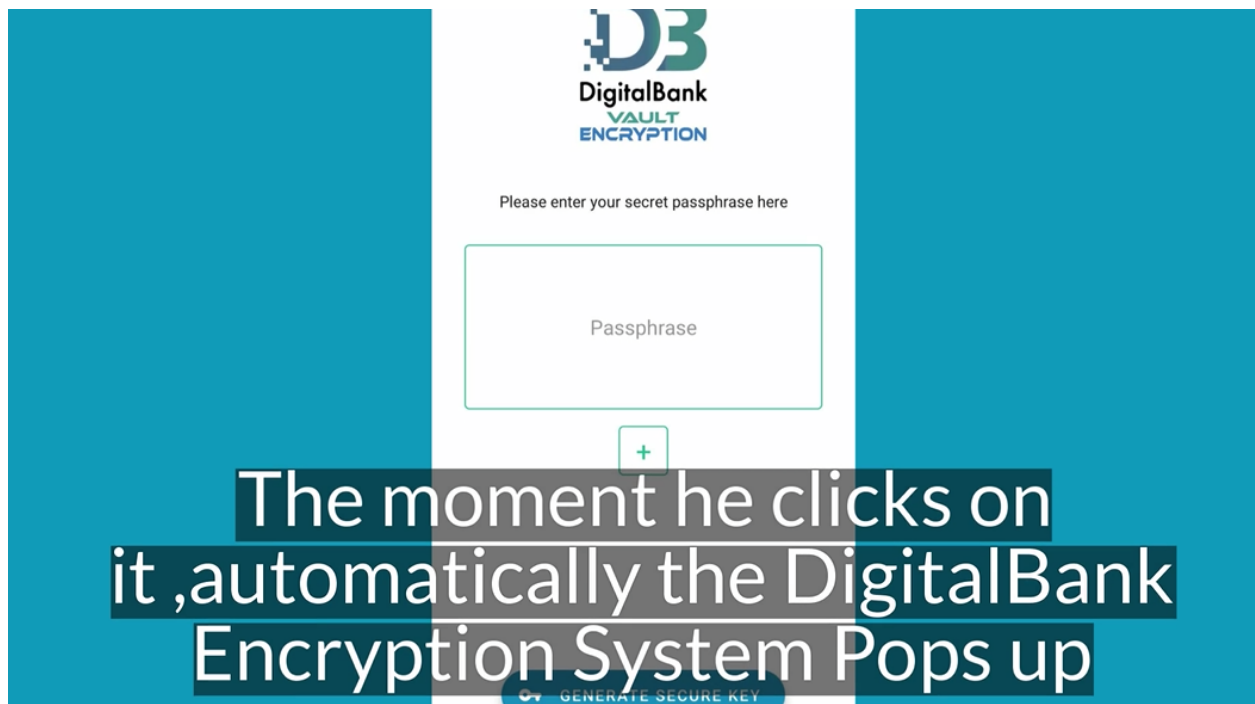 DB
DigitalBank
VAULT
ENCRYPTION
Please enter your secret passphrase here
Passphrase
+
The moment he clicks on
it ,automatically the DigitalBank
Encryption System Pops up
GENERATE SECURE KEY